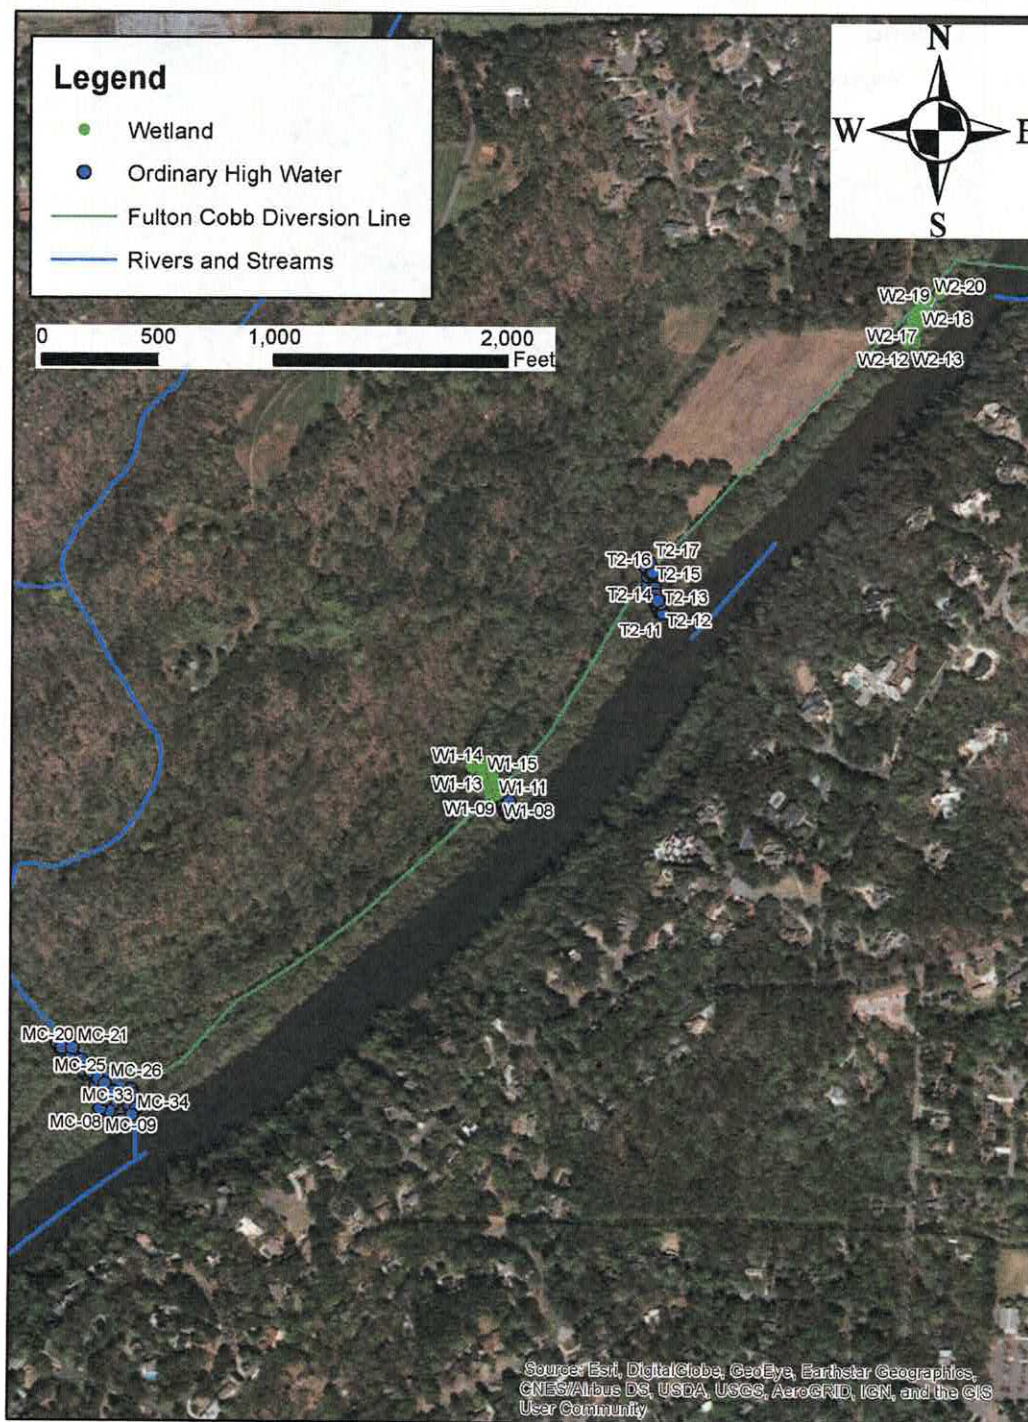 Legend
Wetland
Ordinary High Water
Fulton Cobb Diversion Line
Rivers and Streams
N
W E
S
0 500 1,000 2,000
Feet
W2-19 W2-20
W2-18
W2-17
W2-12 W2-13
T2-16 T2-17
T2-15
T2-14 T2-13
T2-11 T2-12
W1-14 W1-15
W1-13 W1-11
W1-09 W1-08
MC-20 MC-21
MC-25 MC-26
MC-33 MC-34
MC-08 MC-09
Source: Esri, DigitalGlobe, GeoEye, Earthstar Geographics,
CNES/Airbus DS, USDA, USGS, AeroGRID, IGN, and the GIS
User Community